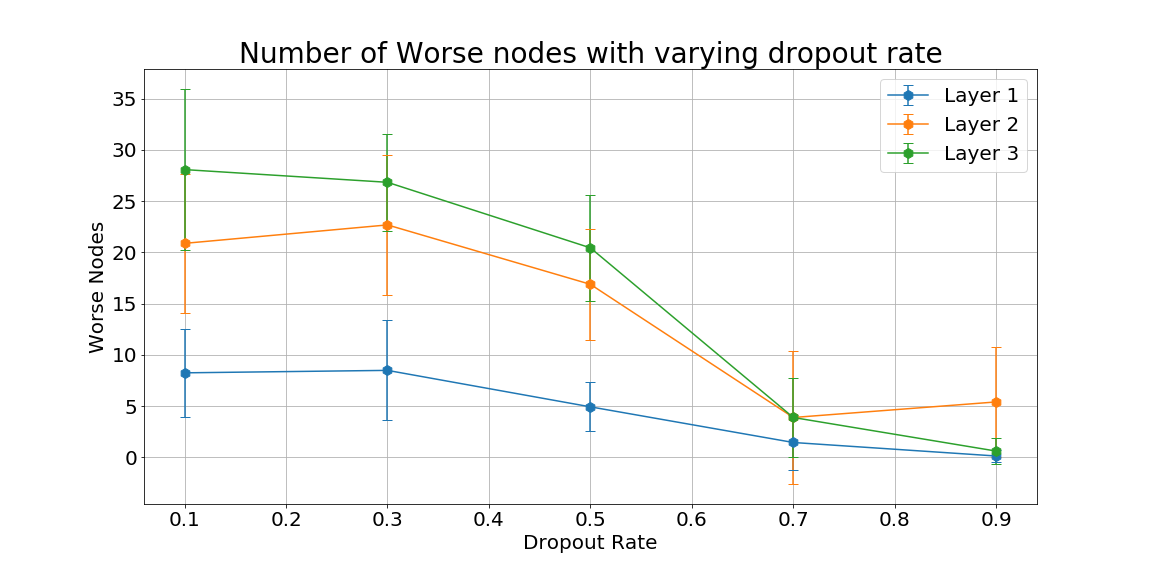 Number of Worse nodes with varying dropout rate
Layer 1
Layer 2
Layer 3
Worse Nodes
35
30
25
20
15
10
5
0
0.1 0.2 0.3 0.4 0.5 0.6 0.7 0.8 0.9
Dropout Rate